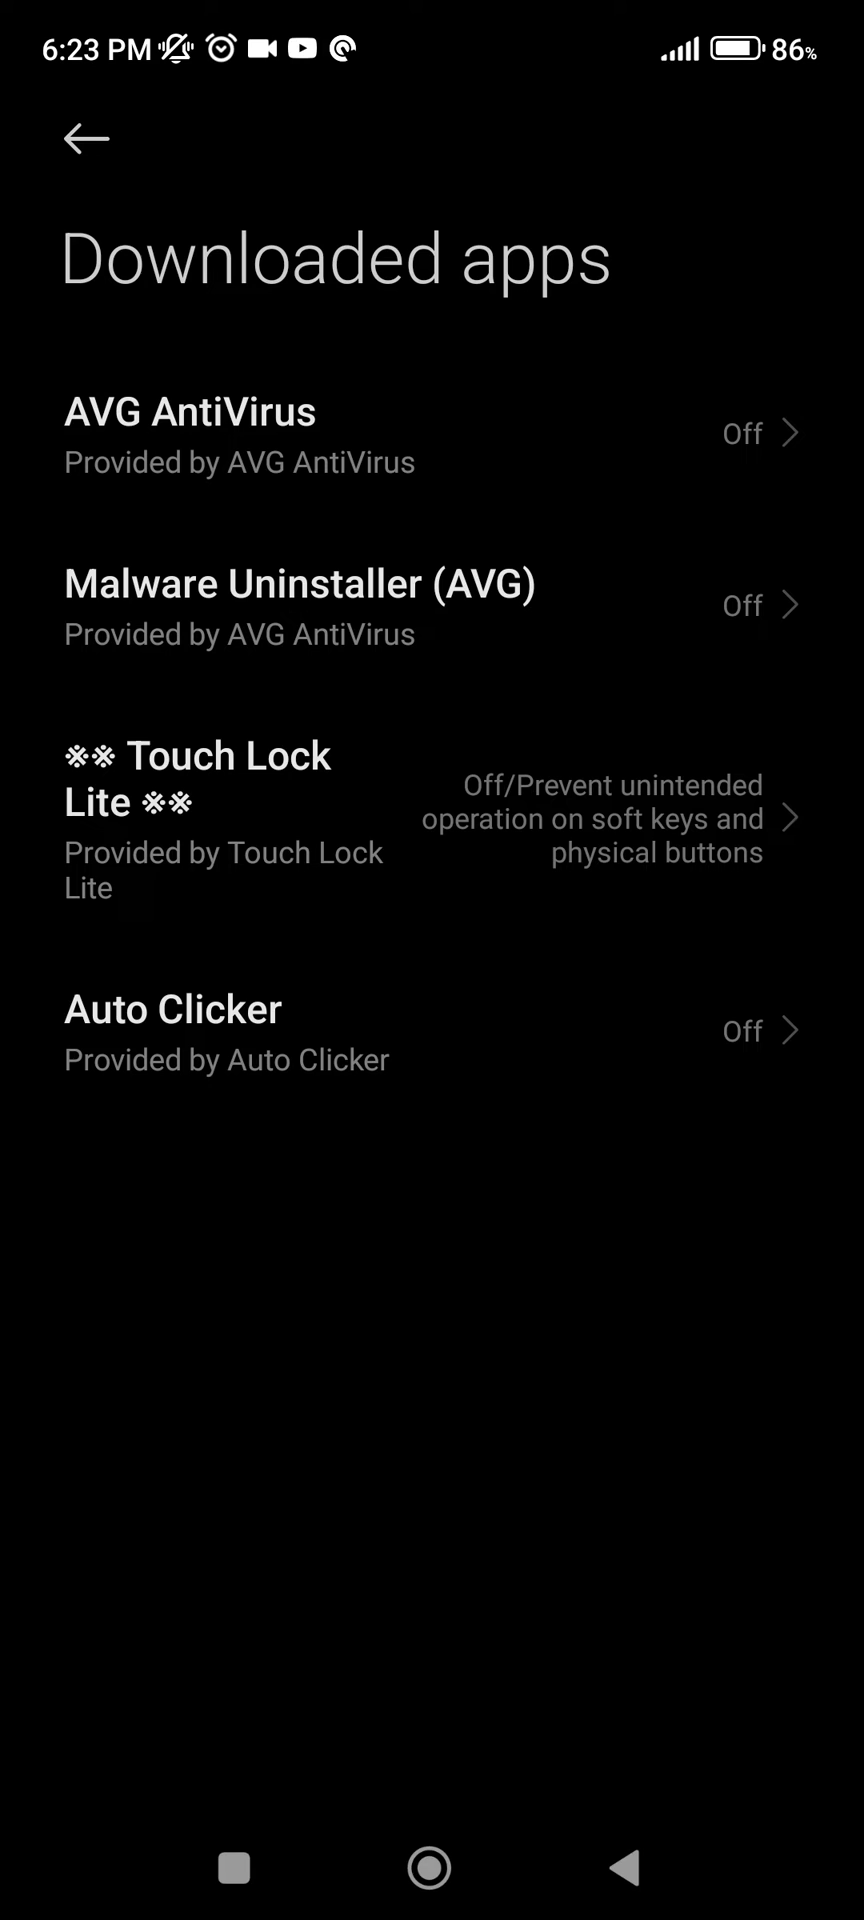 6:23 PM 86%
Downloaded apps
AVG AntiVirus
Provided by AVG AntiVirus
Off
Malware Uninstaller (AVG)
Provided by AVG AntiVirus
Off
※※ Touch Lock
Lite ※※
Provided by Touch Lock
Lite
Off/Prevent unintended
operation on soft keys and
physical buttons
Auto Clicker
Provided by Auto Clicker
Off